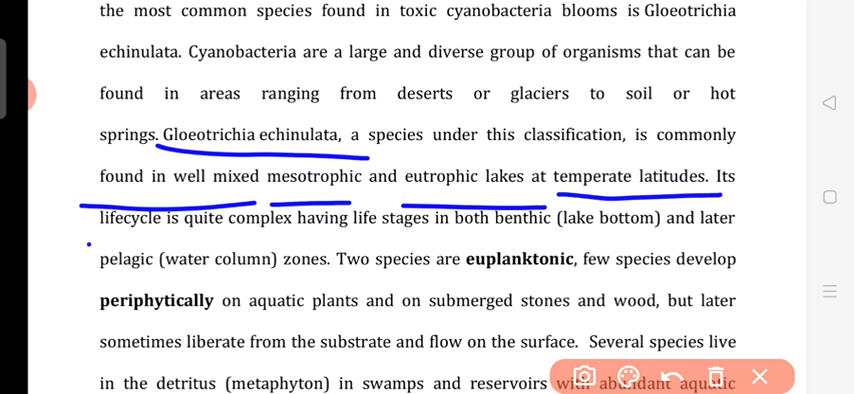 the most common species found in toxic cyanobacteria blooms is Gloeotrichia
echinulata. Cyanobacteria are a large and diverse group of organisms that can be
found in areas ranging from deserts or glaciers to soil or hot
springs. Gloeotrichia echinulata, a species under this classification, is commonly
found in well mixed mesotrophic and eutrophic lakes at temperate latitudes. Its
lifecycle is quite complex having life stages in both benthic (lake bottom) and later
pelagic (water column) zones. Two species are euplanktonic, few species develop
periphytically on aquatic plants and on submerged stones and wood, but later
sometimes liberate from the substrate and flow on the surface. Several species live
in the detritus (metaphyton) in swamps and reservoirs with abundant aquatic